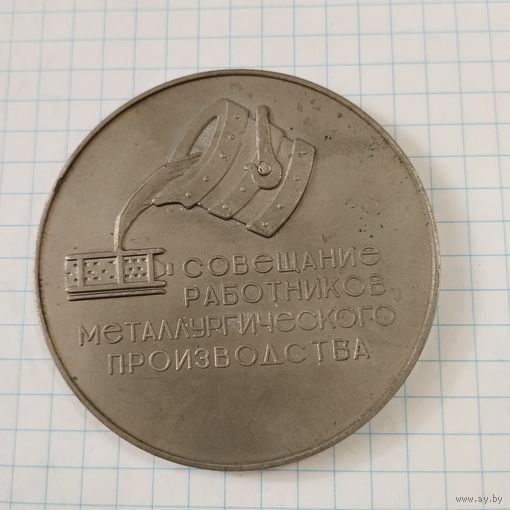 СОВЕЩАНИЕ
РАБОТНИКОВ
МЕТАЛЛУРГИЧЕСКОГО
ПРОИЗВОДСТВА
www.ay.by